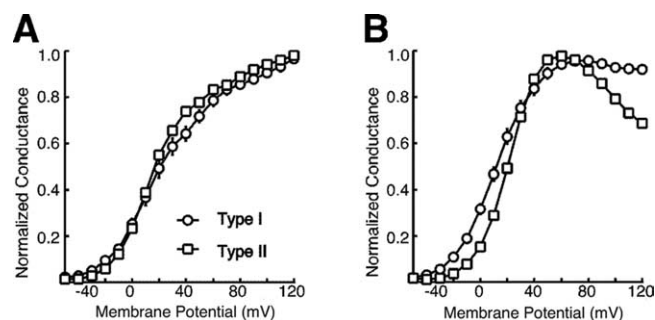 A
B
Normalized Conductance
1.0
0.8
0.6
0.4
0.2
Type I
Type II
-40 0 40 80 120
Membrane Potential (mV)
Normalized Conductance
1.0
0.8
0.6
0.4
0.2
-40 0 40 80 120
Membrane Potential (mV)